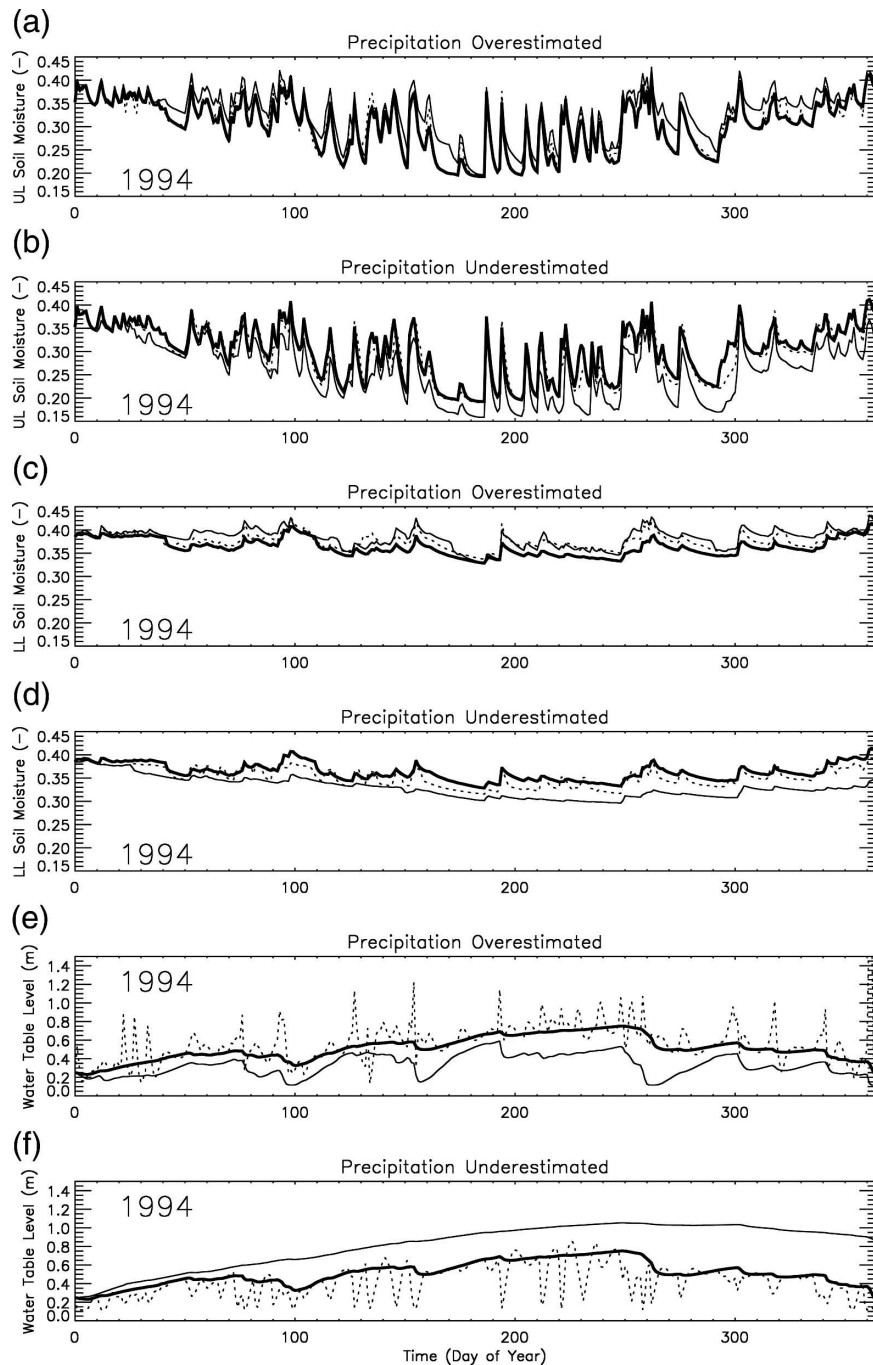 (a)
Precipitation Overestimated
UL Soil Moisture (-)
0.45
0.40
0.35
0.30
0.25
0.20
0.15
1994
0 100 200 300
(b)
Precipitation Underestimated
UL Soil Moisture (-)
0.45
0.40
0.35
0.30
0.25
0.20
0.15
1994
0 100 200 300
(c)
Precipitation Overestimated
LL Soil Moisture (-)
0.45
0.40
0.35
0.30
0.25
0.20
0.15
1994
0 100 200 300
(d)
Precipitation Underestimated
LL Soil Moisture (-)
0.45
0.40
0.35
0.30
0.25
0.20
0.15
1994
0 100 200 300
(e)
Precipitation Overestimated
Water Table Level (m)
1.4
1.2
1.0
0.8
0.6
0.4
0.2
0.0
1994
0 100 200 300
(f)
Precipitation Underestimated
Water Table Level (m)
1.4
1.2
1.0
0.8
0.6
0.4
0.2
0.0
1994
0 100 200 300
Time (Day of Year)